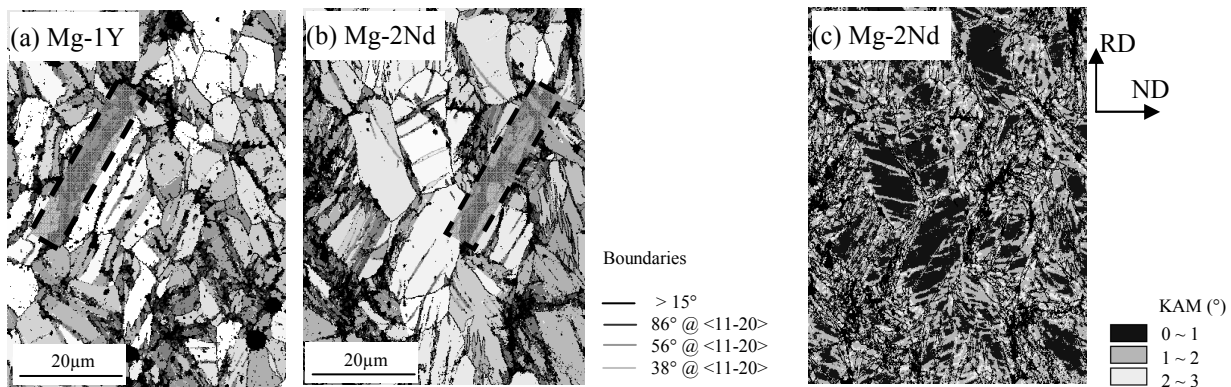 (a) Mg-1Y
(b) Mg-2Nd
(c) Mg-2Nd
RD
ND
20μm
20μm
Boundaries
> 15°
86° @ <11-20>
56° @ <11-20>
38° @ <11-20>
KAM (°)
0 ~ 1
1 ~ 2
2 ~ 3